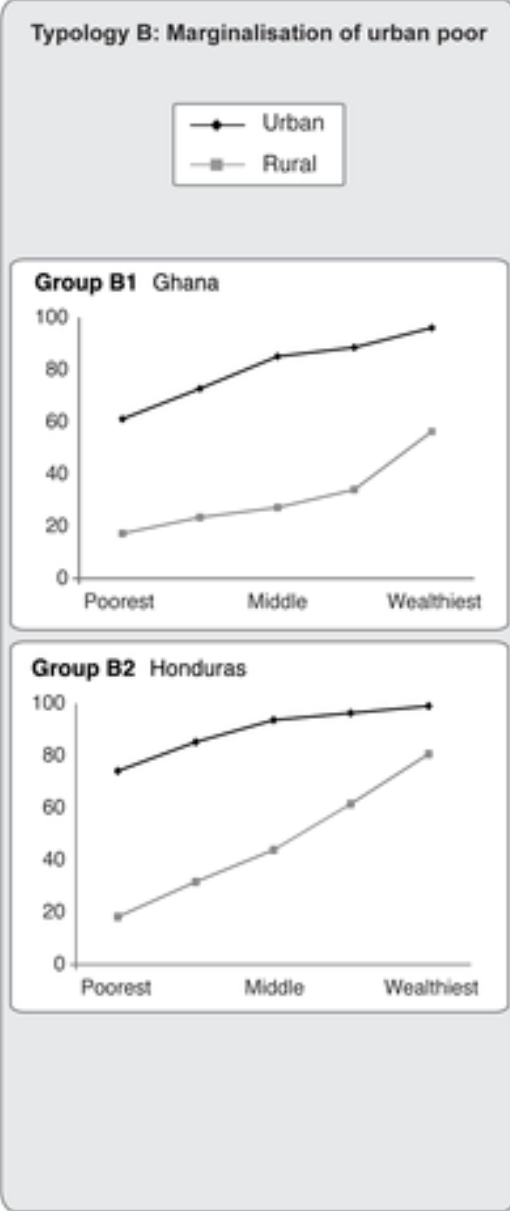 Typology B: Marginalisation of urban poor
Urban
Rural
Group B1 Ghana
100
80
60
40
20
0
Poorest Middle Wealthiest
Group B2 Honduras
100
80
60
40
20
0
Poorest Middle Wealthiest